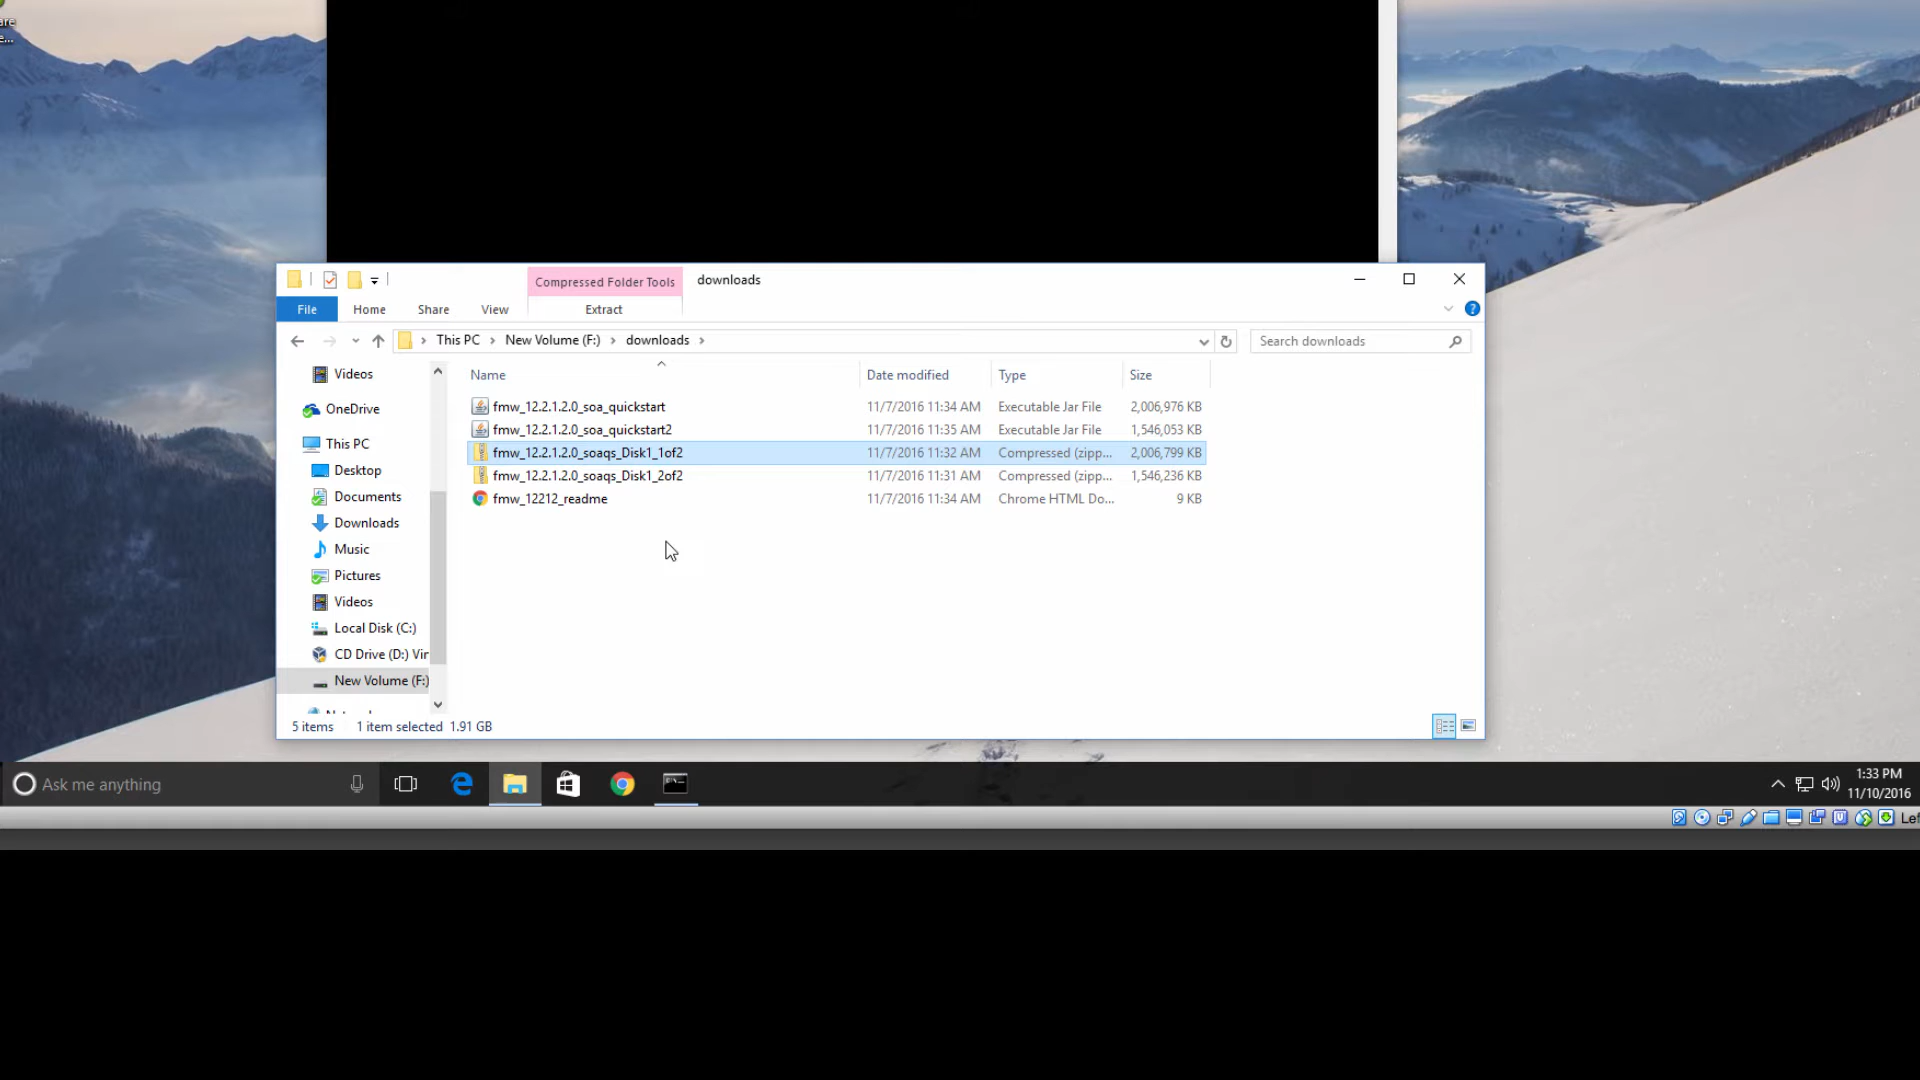 are
e...
Compressed Folder Tools
downloads
File
Home
Share
View
Extract
This PC
New Volume (F:)
downloads
Search downloads
Name
Date modified
Type
Size
Videos
OneDrive
This PC
Desktop
Documents
Downloads
Music
Pictures
Videos
Local Disk (C:)
CD Drive (D:) Vir
New Volume (F:)
fmw_12.2.1.2.0_soa_quickstart 11/7/2016 11:34 AM Executable Jar File 2,006,976 KB
fmw_12.2.1.2.0_soa_quickstart2 11/7/2016 11:35 AM Executable Jar File 1,546,053 KB
fmw_12.2.1.2.0_soaqs_Disk1_1of2 11/7/2016 11:32 AM Compressed (zipp... 2,006,799 KB
fmw_12.2.1.2.0_soaqs_Disk1_2of2 11/7/2016 11:31 AM Compressed (zipp... 1,546,236 KB
fmw_12212_readme 11/7/2016 11:34 AM Chrome HTML Do... 9 KB
5 items 1 item selected 1.91 GB
Ask me anything
1:33 PM
11/10/2016
Lef